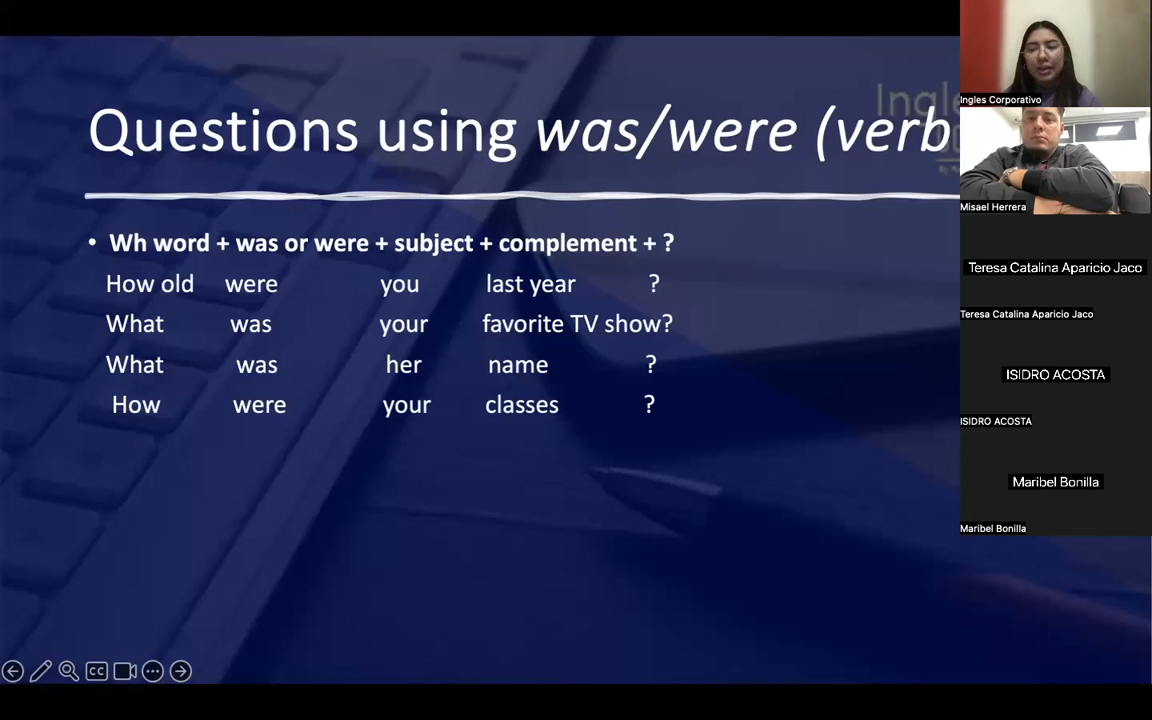 Questions using was/were (verb
• Wh word + was or were + subject + complement + ?
How old were you last year ?
What was your favorite TV show?
What was her name ?
How were your classes ?
Ingles Corporativo
Misael Herrera
Teresa Catalina Aparicio Jaco
Teresa Catalina Aparicio Jaco
ISIDRO ACOSTA
ISIDRO ACOSTA
Maribel Bonilla
Maribel Bonilla
CC